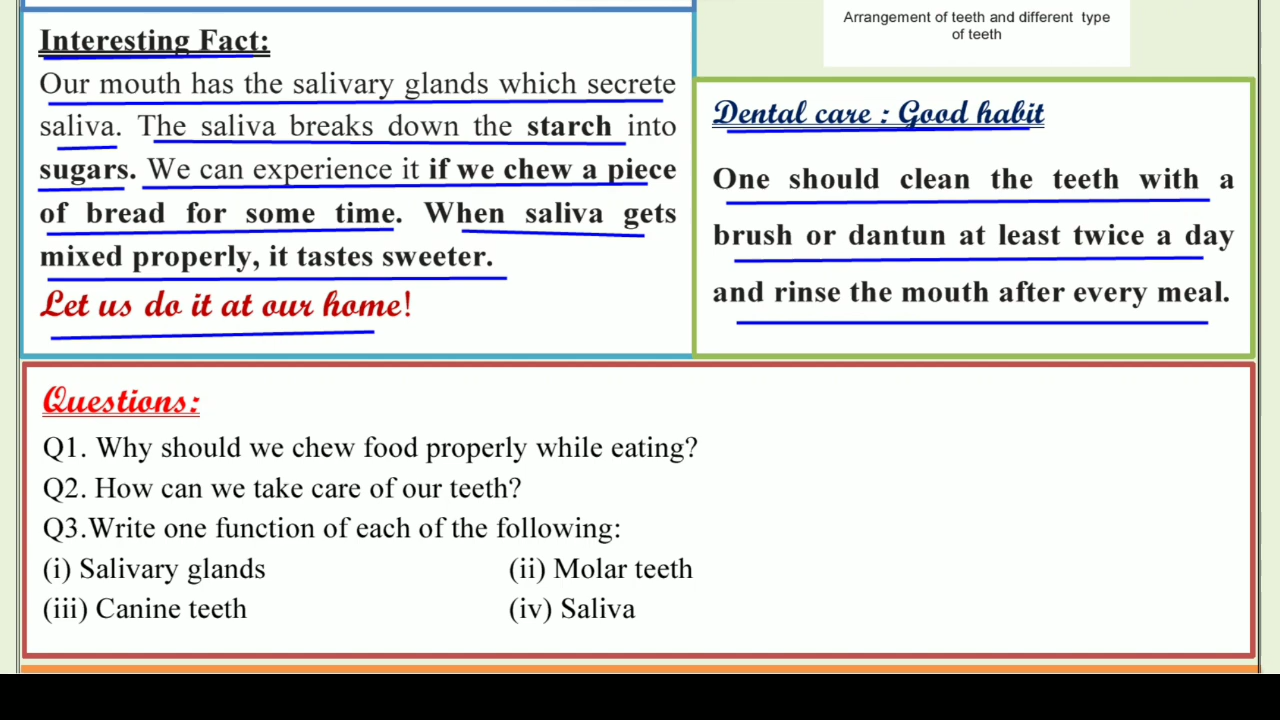 Arrangement of teeth and different type
of teeth
Interesting Fact:
Our mouth has the salivary glands which secrete
saliva. The saliva breaks down the starch into
sugars. We can experience it if we chew a piece
of bread for some time. When saliva gets
mixed properly, it tastes sweeter.
Let us do it at our home!
Dental care : Good habit
One should clean the teeth with a
brush or dantun at least twice a day
and rinse the mouth after every meal.
Questions:
Q1. Why should we chew food properly while eating?
Q2. How can we take care of our teeth?
Q3.Write one function of each of the following:
(i) Salivary glands (ii) Molar teeth
(iii) Canine teeth (iv) Saliva